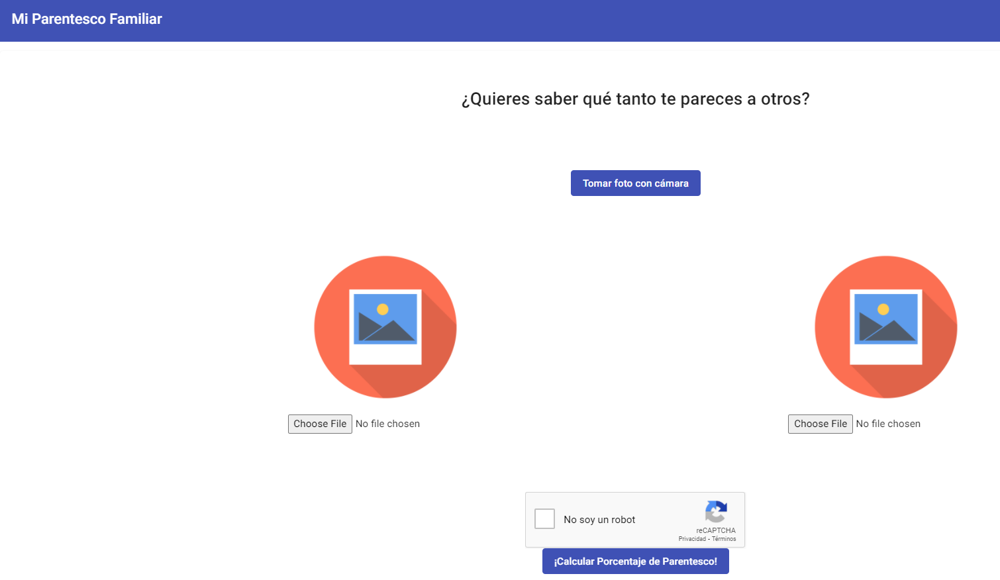 Mi Parentesco Familiar
¿Quieres saber qué tanto te pareces a otros?
Tomar foto con cámara
Choose File No file chosen
Choose File No file chosen
No soy un robot
reCAPTCHA
Privacidad - Términos
¡Calcular Porcentaje de Parentesco!